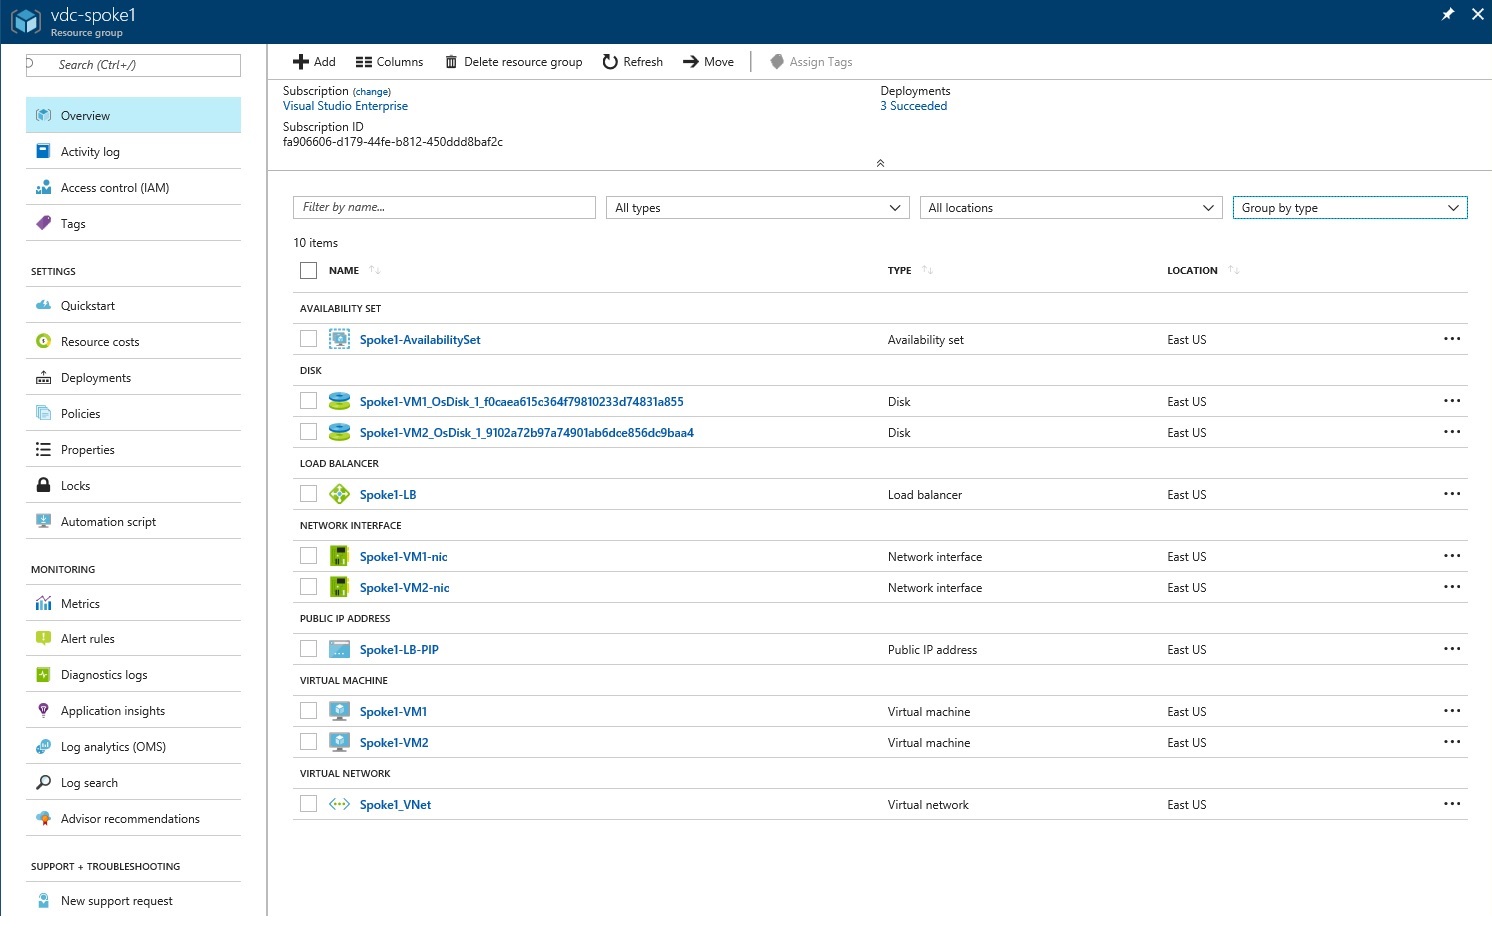 vdc-spoke1
Resource group
Search (Ctrl+/)
Overview
Activity log
Access control (IAM)
Tags
SETTINGS
Quickstart
Resource costs
Deployments
Policies
Properties
Locks
Automation script
MONITORING
Metrics
Alert rules
Diagnostics logs
Application insights
Log analytics (OMS)
Log search
Advisor recommendations
SUPPORT + TROUBLESHOOTING
New support request
Add Columns Delete resource group Refresh Move Assign Tags
Subscription (change)
Visual Studio Enterprise
Subscription ID
fa906606-d179-44fe-b812-450ddd8baf2c
Deployments
3 Succeeded
Filter by name... All types All locations Group by type
10 items
NAME TYPE LOCATION
AVAILABILITY SET
Spoke1-AvailabilitySet Availability set East US
DISK
Spoke1-VM1_OsDisk_1_f0caea615c364f79810233d74831a855 Disk East US
Spoke1-VM2_OsDisk_1_9102a72b97a74901ab6dce856dc9baa4 Disk East US
LOAD BALANCER
Spoke1-LB Load balancer East US
NETWORK INTERFACE
Spoke1-VM1-nic Network interface East US
Spoke1-VM2-nic Network interface East US
PUBLIC IP ADDRESS
Spoke1-LB-PIP Public IP address East US
VIRTUAL MACHINE
Spoke1-VM1 Virtual machine East US
Spoke1-VM2 Virtual machine East US
VIRTUAL NETWORK
Spoke1_VNet Virtual network East US